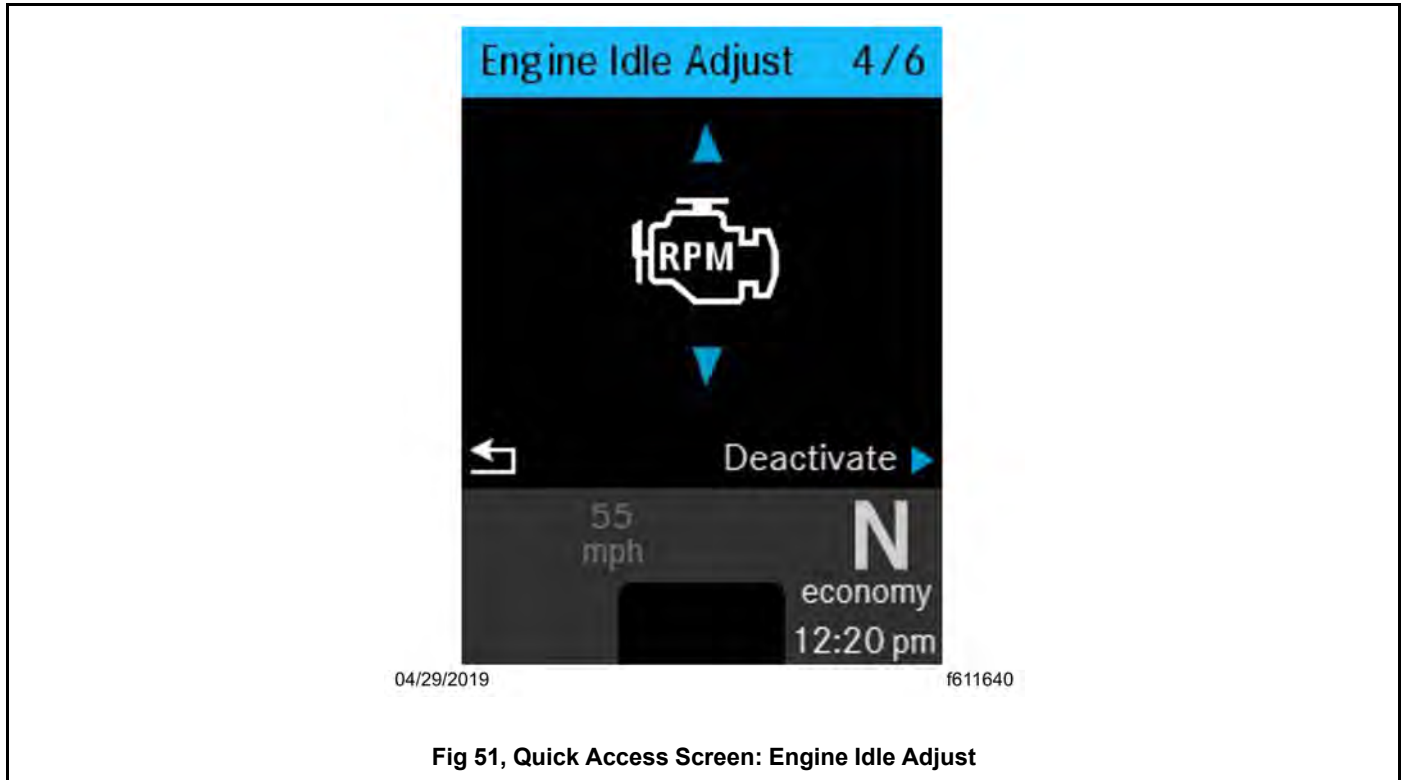 Engine Idle Adjust 4/6
RPM
Deactivate
55
mph
N
economy
12:20 pm
04/29/2019 f611640
Fig 51, Quick Access Screen: Engine Idle Adjust